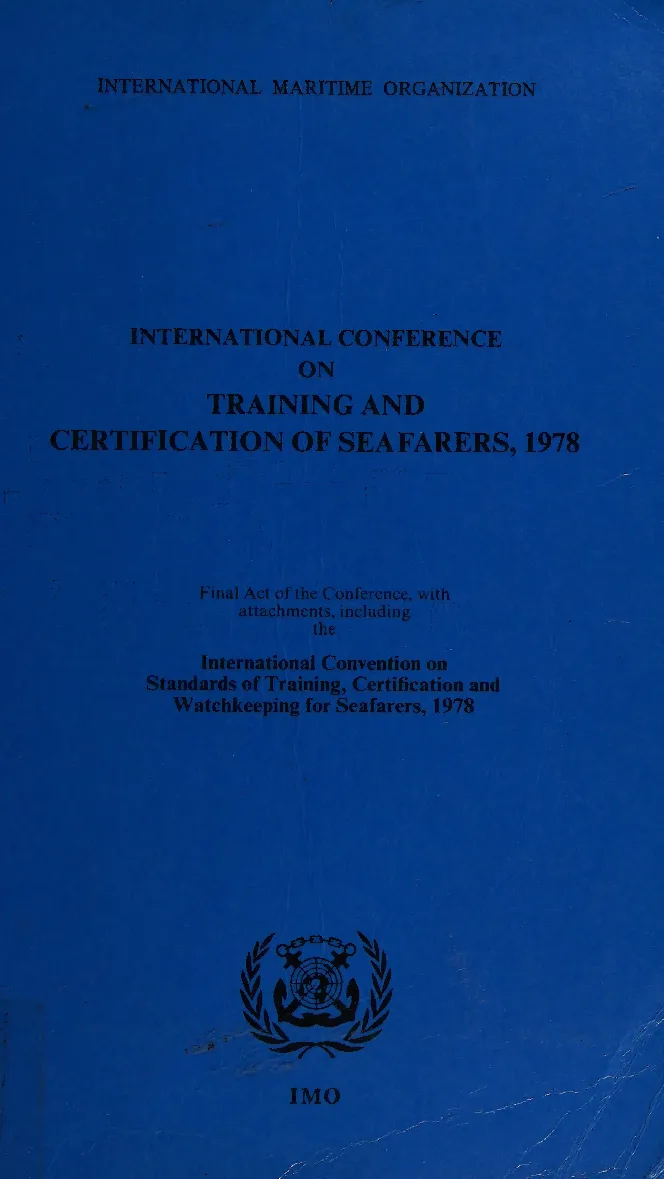 INTERNATIONAL MARITIME ORGANIZATION
INTERNATIONAL CONFERENCE
ON
TRAINING AND
CERTIFICATION OF SEAFARERS, 1978
Final Act of the Conference, with
attachments, including
the
International Convention on
Standards of Training, Certification and
Watchkeeping for Seafarers, 1978
IMO